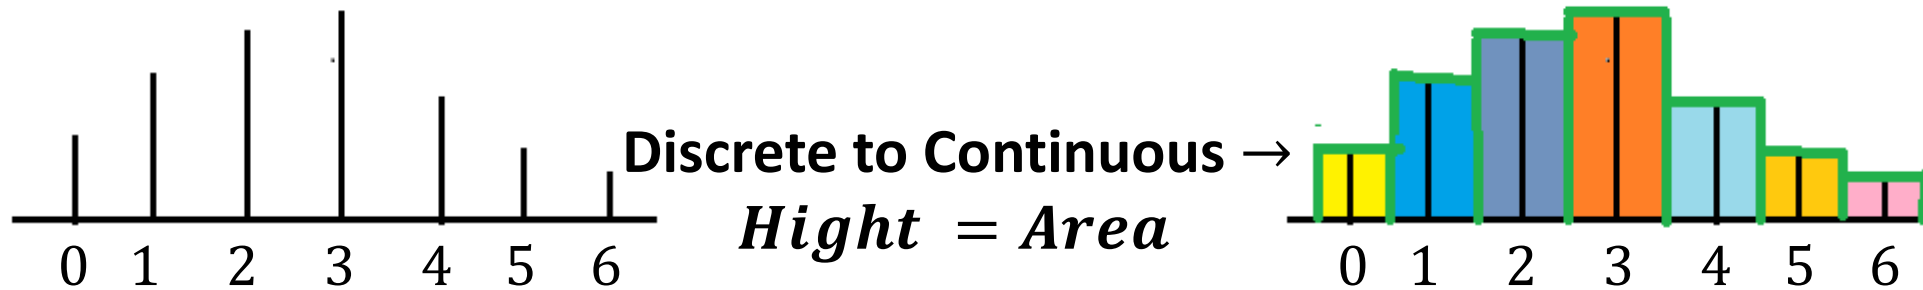 Discrete to Continuous →
Hight = Area
0 1 2 3 4 5 6
0 1 2 3 4 5 6